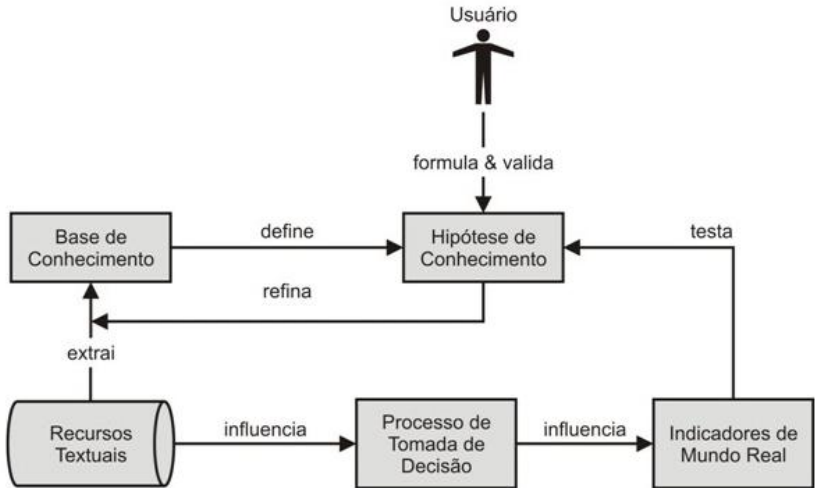 Usuário
formula & valida
Base de
Conhecimento
define
Hipótese de
Conhecimento
testa
refina
extrai
Recursos
Textuais
influencia
Processo de
Tomada de
Decisão
influencia
Indicadores de
Mundo Real